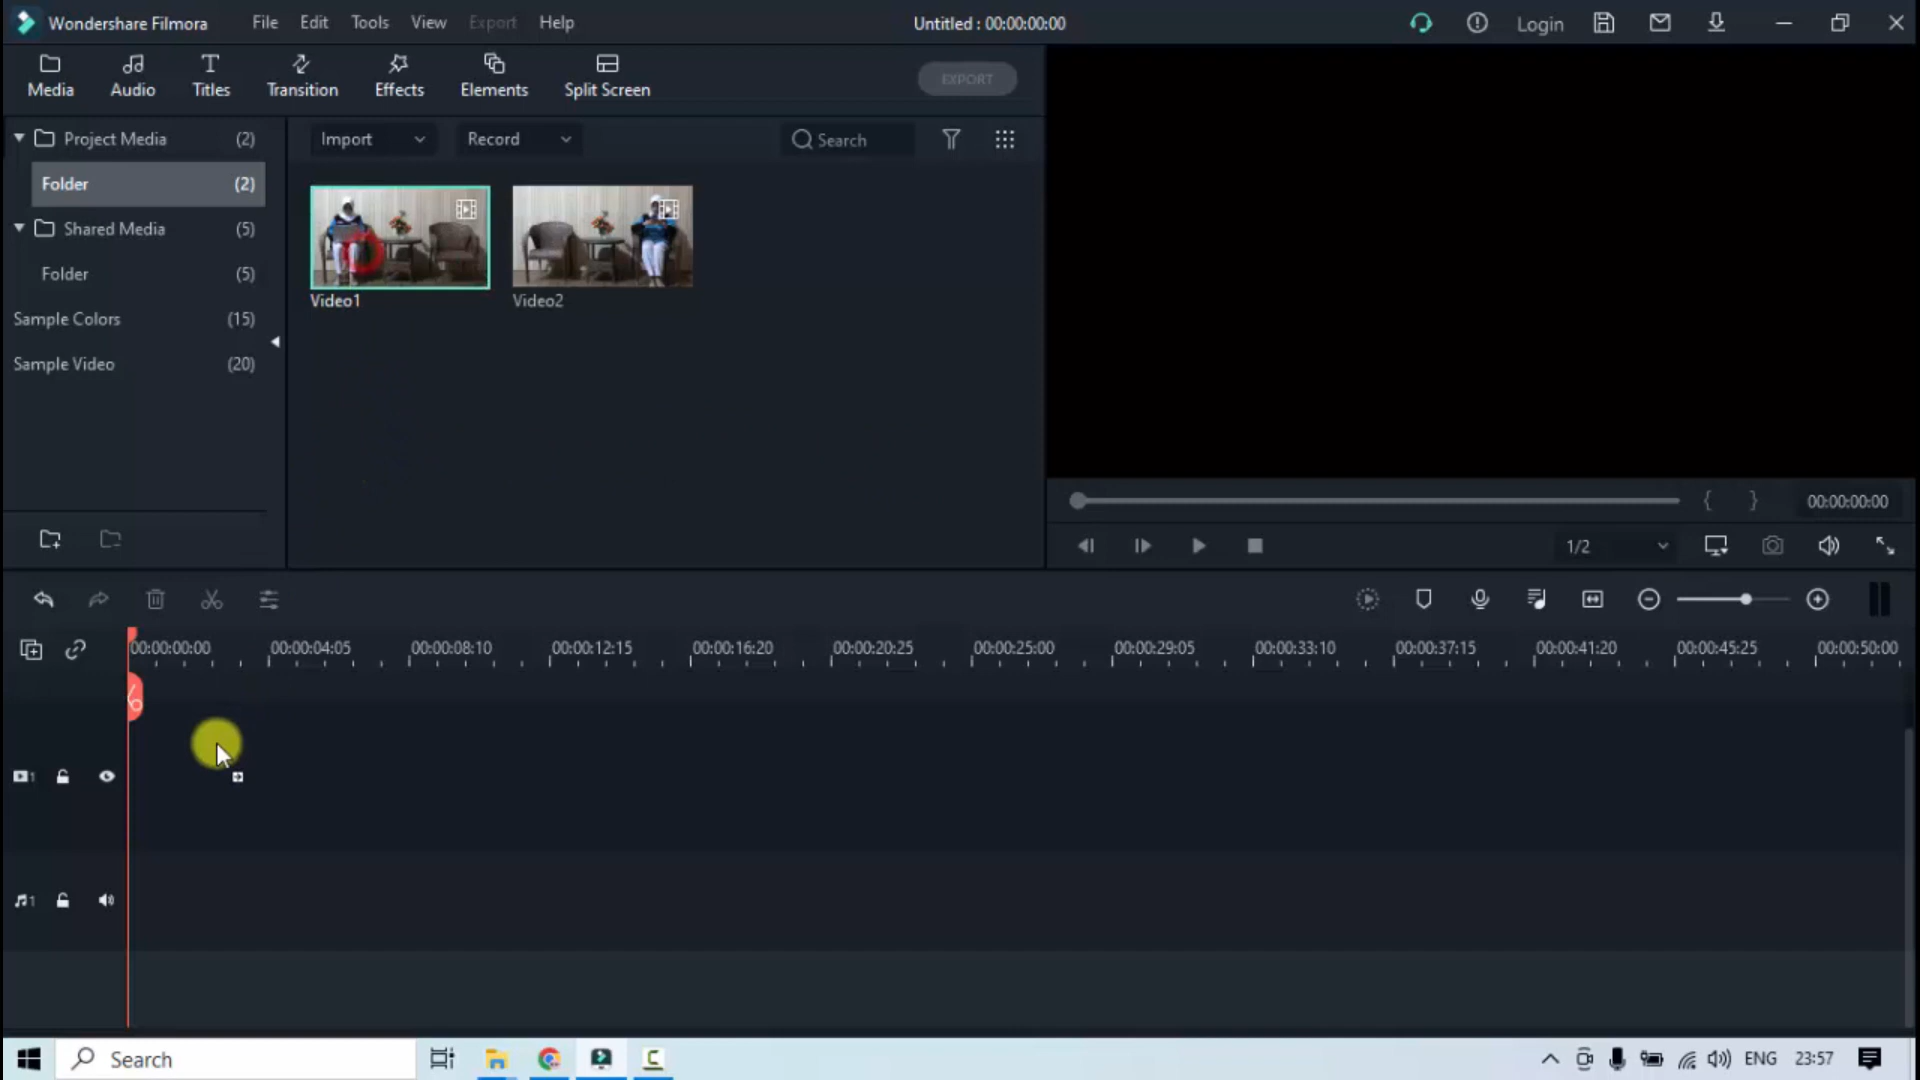 Wondershare Filmora File Edit Tools View Export Help Untitled : 00:00:00:00 Login
Media Audio Titles Transition Effects Elements Split Screen EXPORT
Project Media (2) Import Record Search
Folder (2)
Shared Media (5)
Folder (5)
Video1 Video2
Sample Colors (15)
Sample Video (20)
00:00:00:00
1/2
00:00:00:00 00:00:04:05 00:00:08:10 00:00:12:15 00:00:16:20 00:00:20:25 00:00:25:00 00:00:29:05 00:00:33:10 00:00:37:15 00:00:41:20 00:00:45:25 00:00:50:00
1
1
Search ENG 23:57